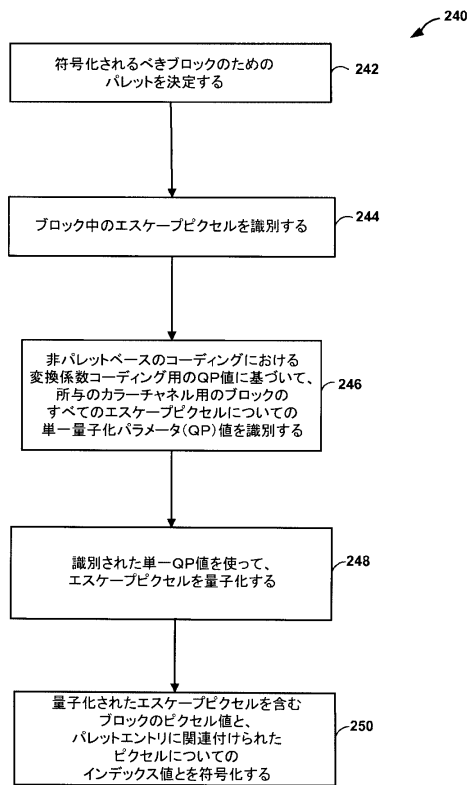 240
符号化されるべきブロックのための
パレットを決定する
242
ブロック中のエスケープピクセルを識別する
244
非パレットベースのコーディングにおける
変換係数コーディング用のQP値に基づいて、
所与のカラーチャネル用のブロックの
すべてのエスケープピクセルについての
単一量子化パラメータ(QP)値を識別する
246
識別された単一QP値を使って、
エスケープピクセルを量子化する
248
量子化されたエスケープピクセルを含む
ブロックのピクセル値と、
パレットエントリに関連付けられた
ピクセルについての
インデックス値とを符号化する
250